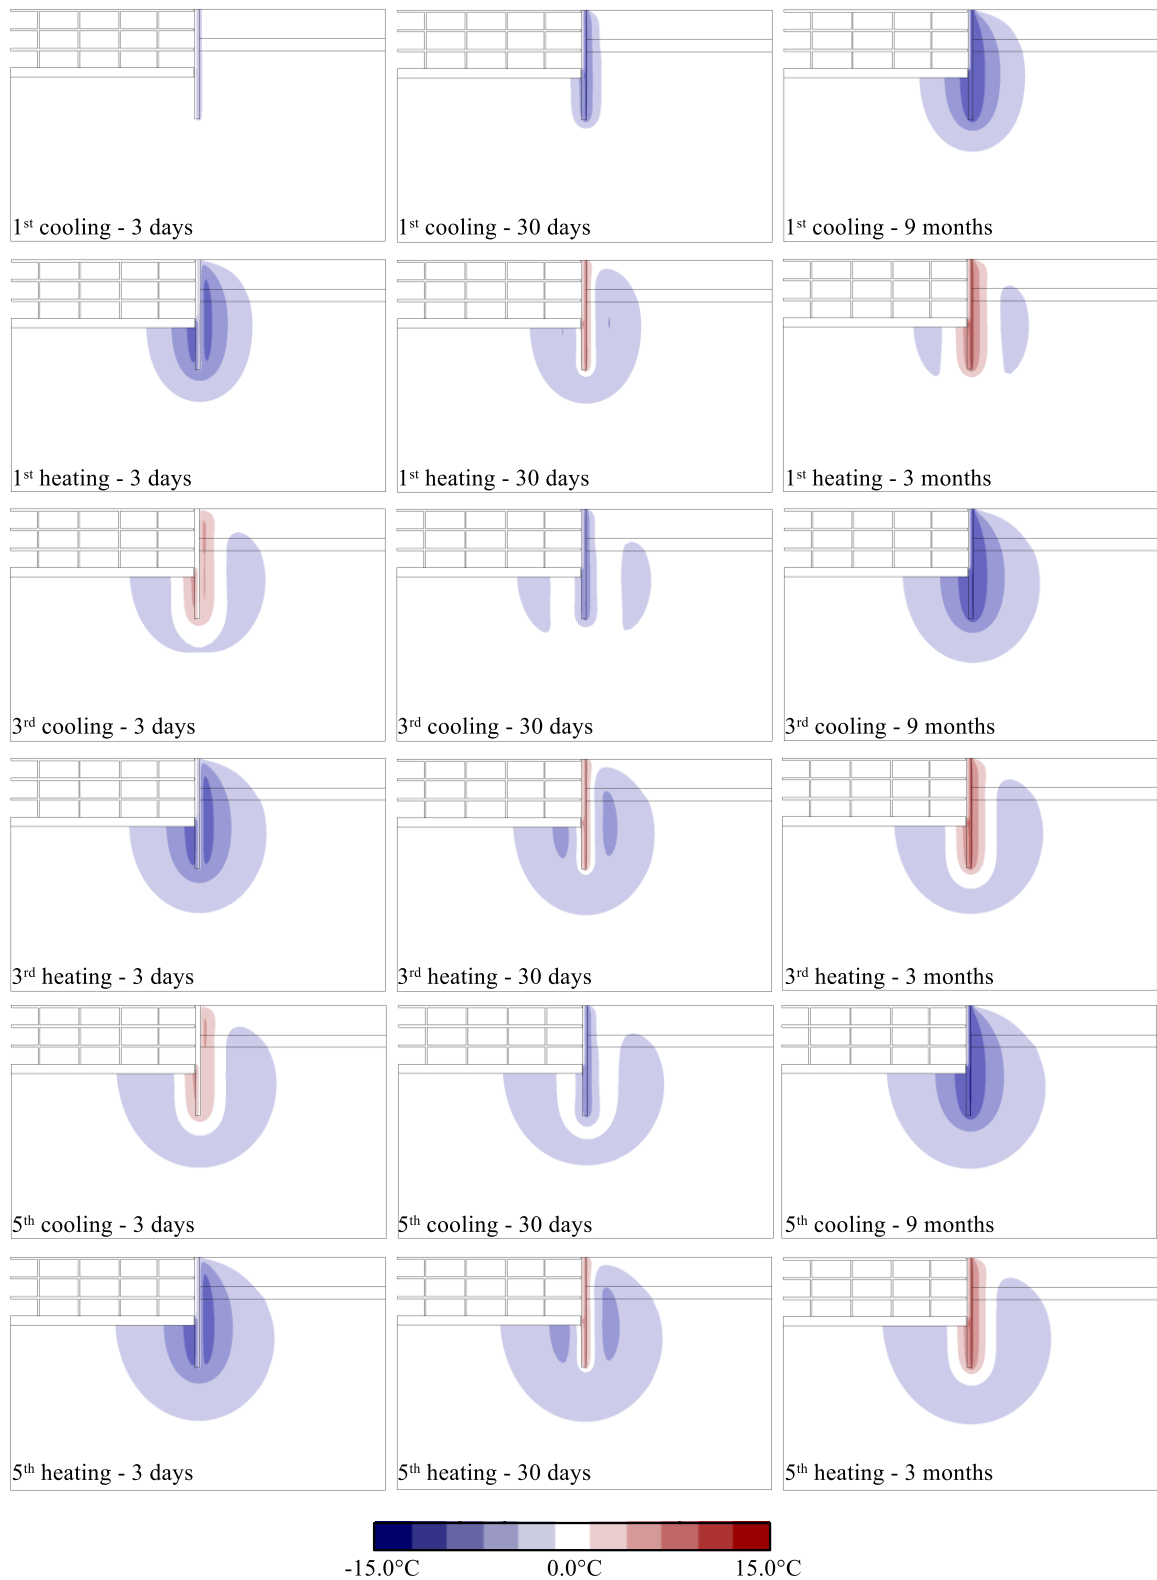 1st cooling - 3 days
1st cooling - 30 days
1st cooling - 9 months
1st heating - 3 days
1st heating - 30 days
1st heating - 3 months
3rd cooling - 3 days
3rd cooling - 30 days
3rd cooling - 9 months
3rd heating - 3 days
3rd heating - 30 days
3rd heating - 3 months
5th cooling - 3 days
5th cooling - 30 days
5th cooling - 9 months
5th heating - 3 days
5th heating - 30 days
5th heating - 3 months
-15.0°C 0.0°C 15.0°C